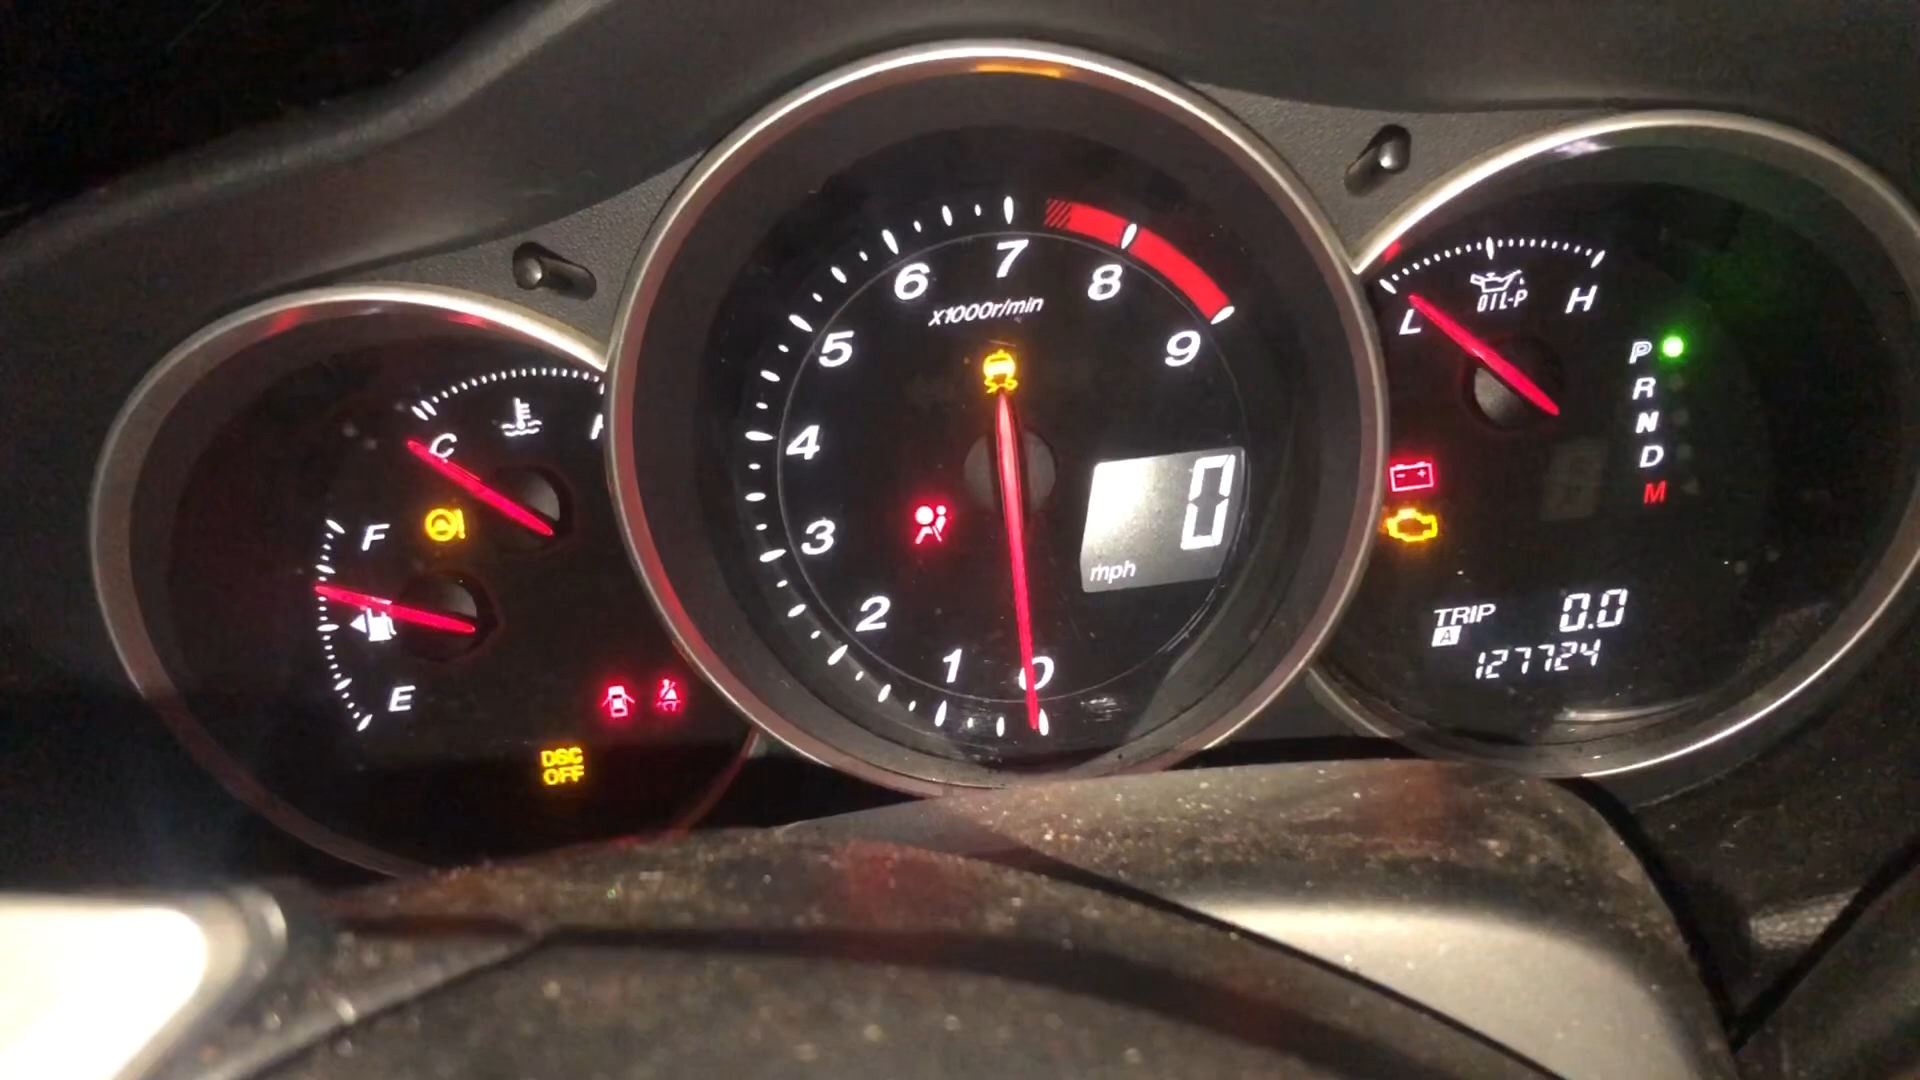 C
F
E
DSC
OFF
x1000r/min
0
1
2
3
4
5
6
7
8
9
0
mph
L
OIL-P
H
P
R
N
D
M
TRIP 0.0
A
127724